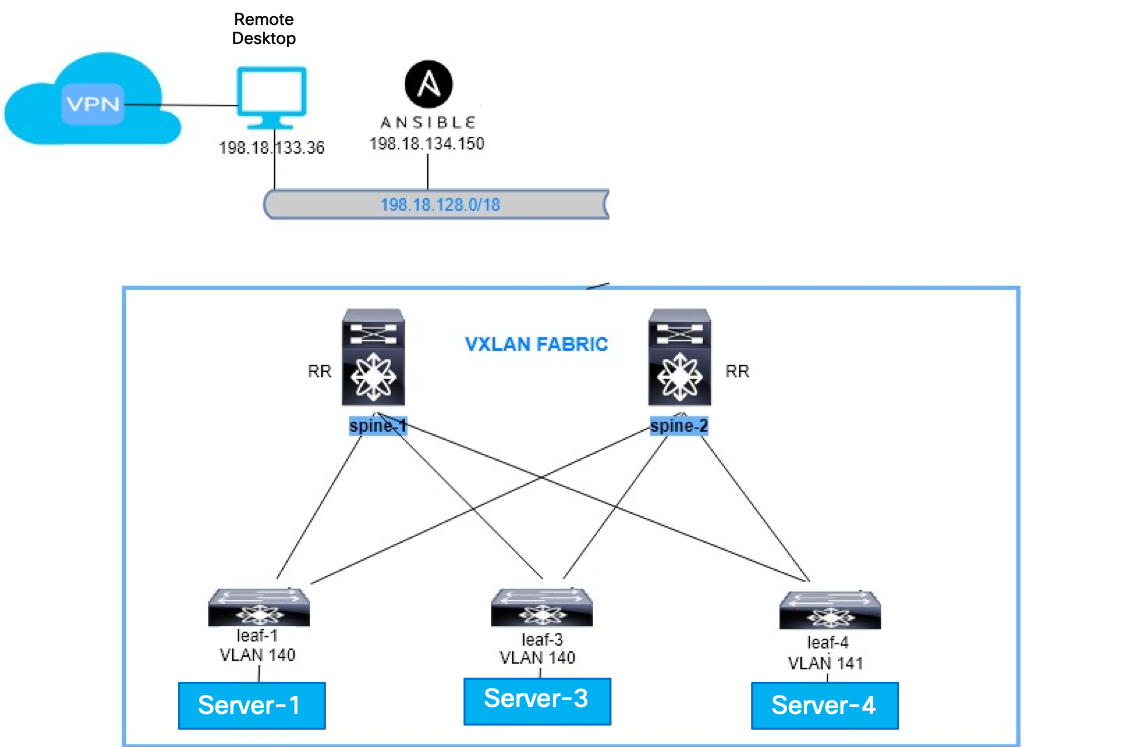 Remote
Desktop
VPN
ANSIBLE
198.18.133.36
198.18.134.150
198.18.128.0/18
VXLAN FABRIC
RR
RR
spine-1
spine-2
leaf-1
VLAN 140
leaf-3
VLAN 140
leaf-4
VLAN 141
Server-1
Server-3
Server-4